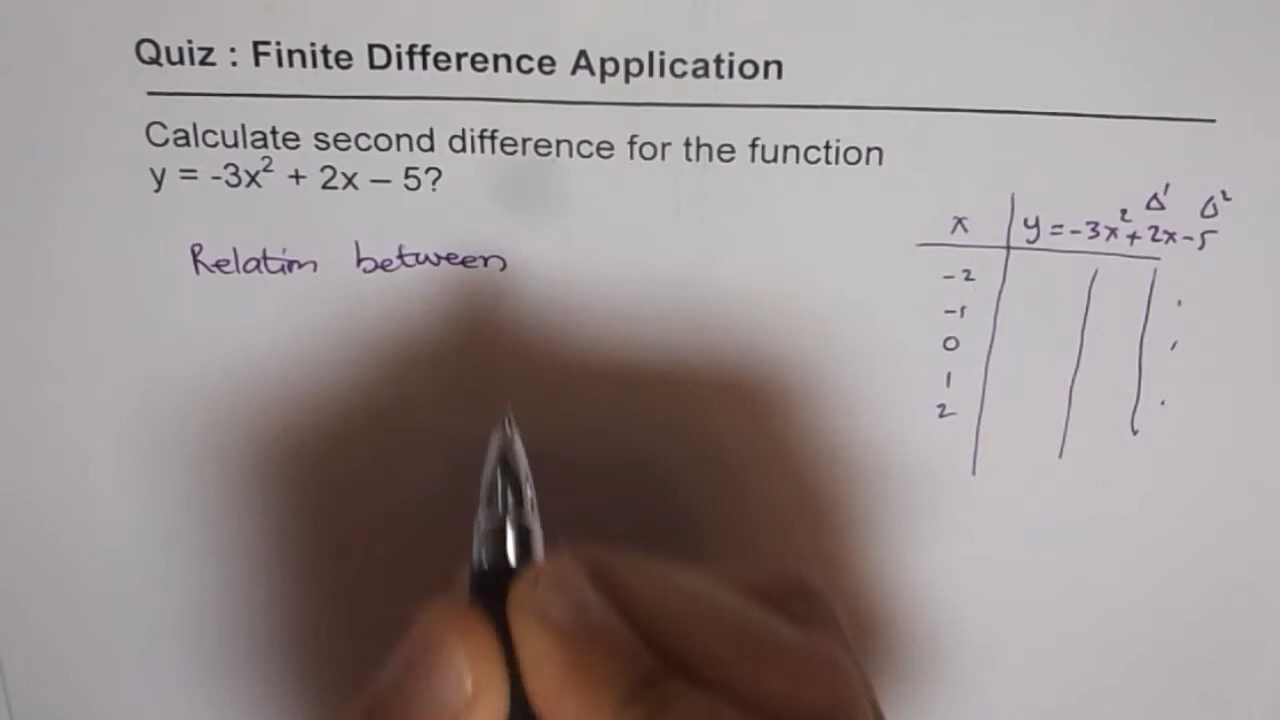 Quiz : Finite Difference Application
Calculate second difference for the function
y = -3x² + 2x – 5?
Relation between
x y = -3x² + 2x - 5 Δ¹ Δ²
-2
-1
0
1
2